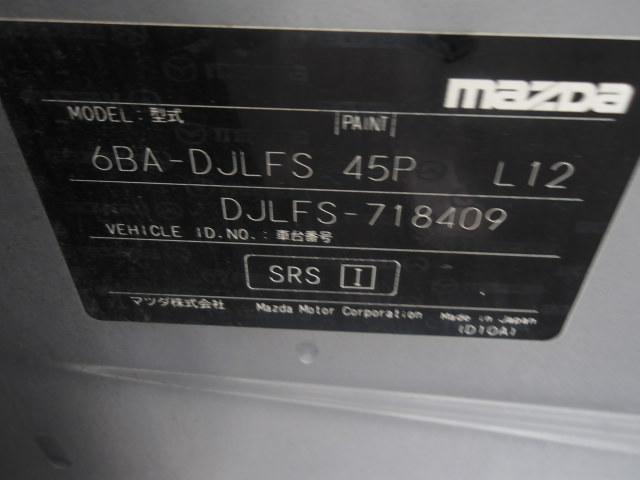 mazda
MODEL : 型式 PAINT
6BA-DJLFS 45P L12
DJLFS-718409
VEHICLE ID.NO. : 車台番号
SRS I
マツダ株式会社 Mazda Motor Corporation Made in Japan
(D10A)